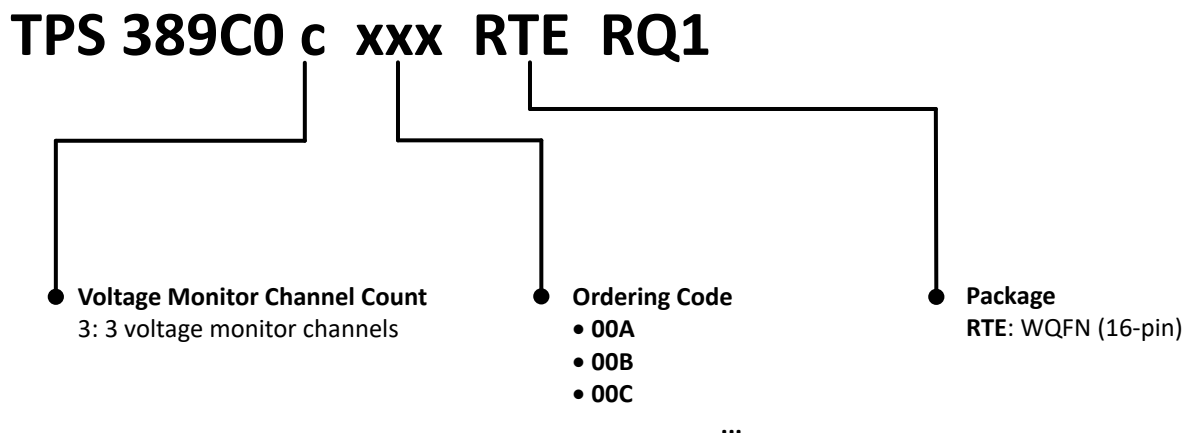 TPS 389C0 c xxx RTE RQ1
Voltage Monitor Channel Count
3: 3 voltage monitor channels
Ordering Code
• 00A
• 00B
• 00C
...
Package
RTE: WQFN (16-pin)